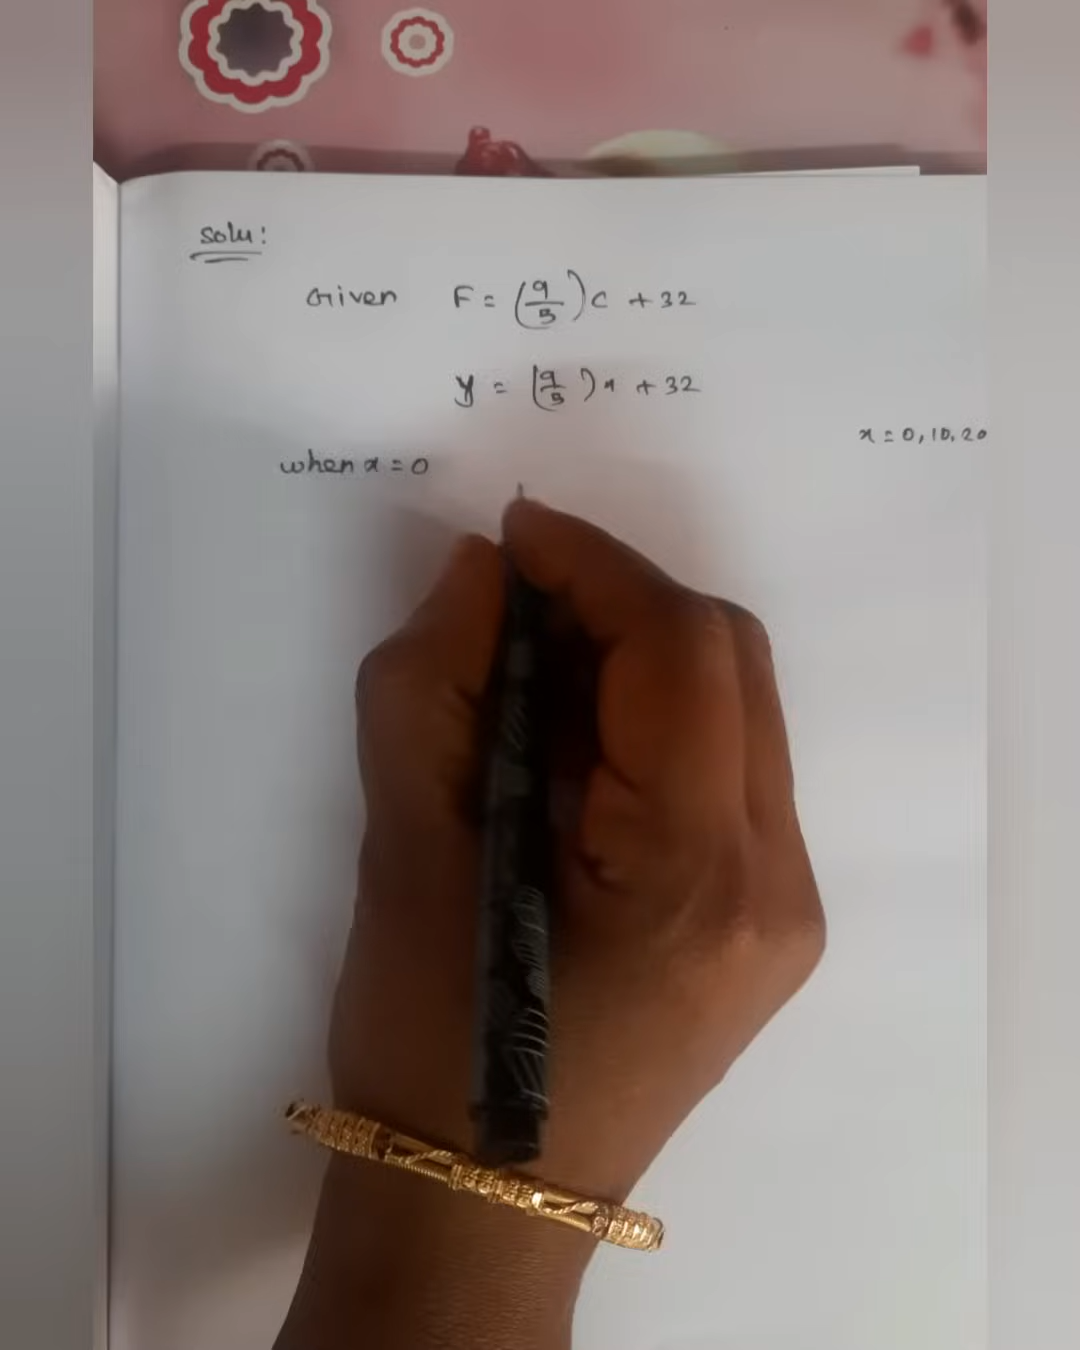 Solu:
Given F = (9/5) C + 32
y = (9/5) x + 32
x = 0, 10, 20
when x = 0